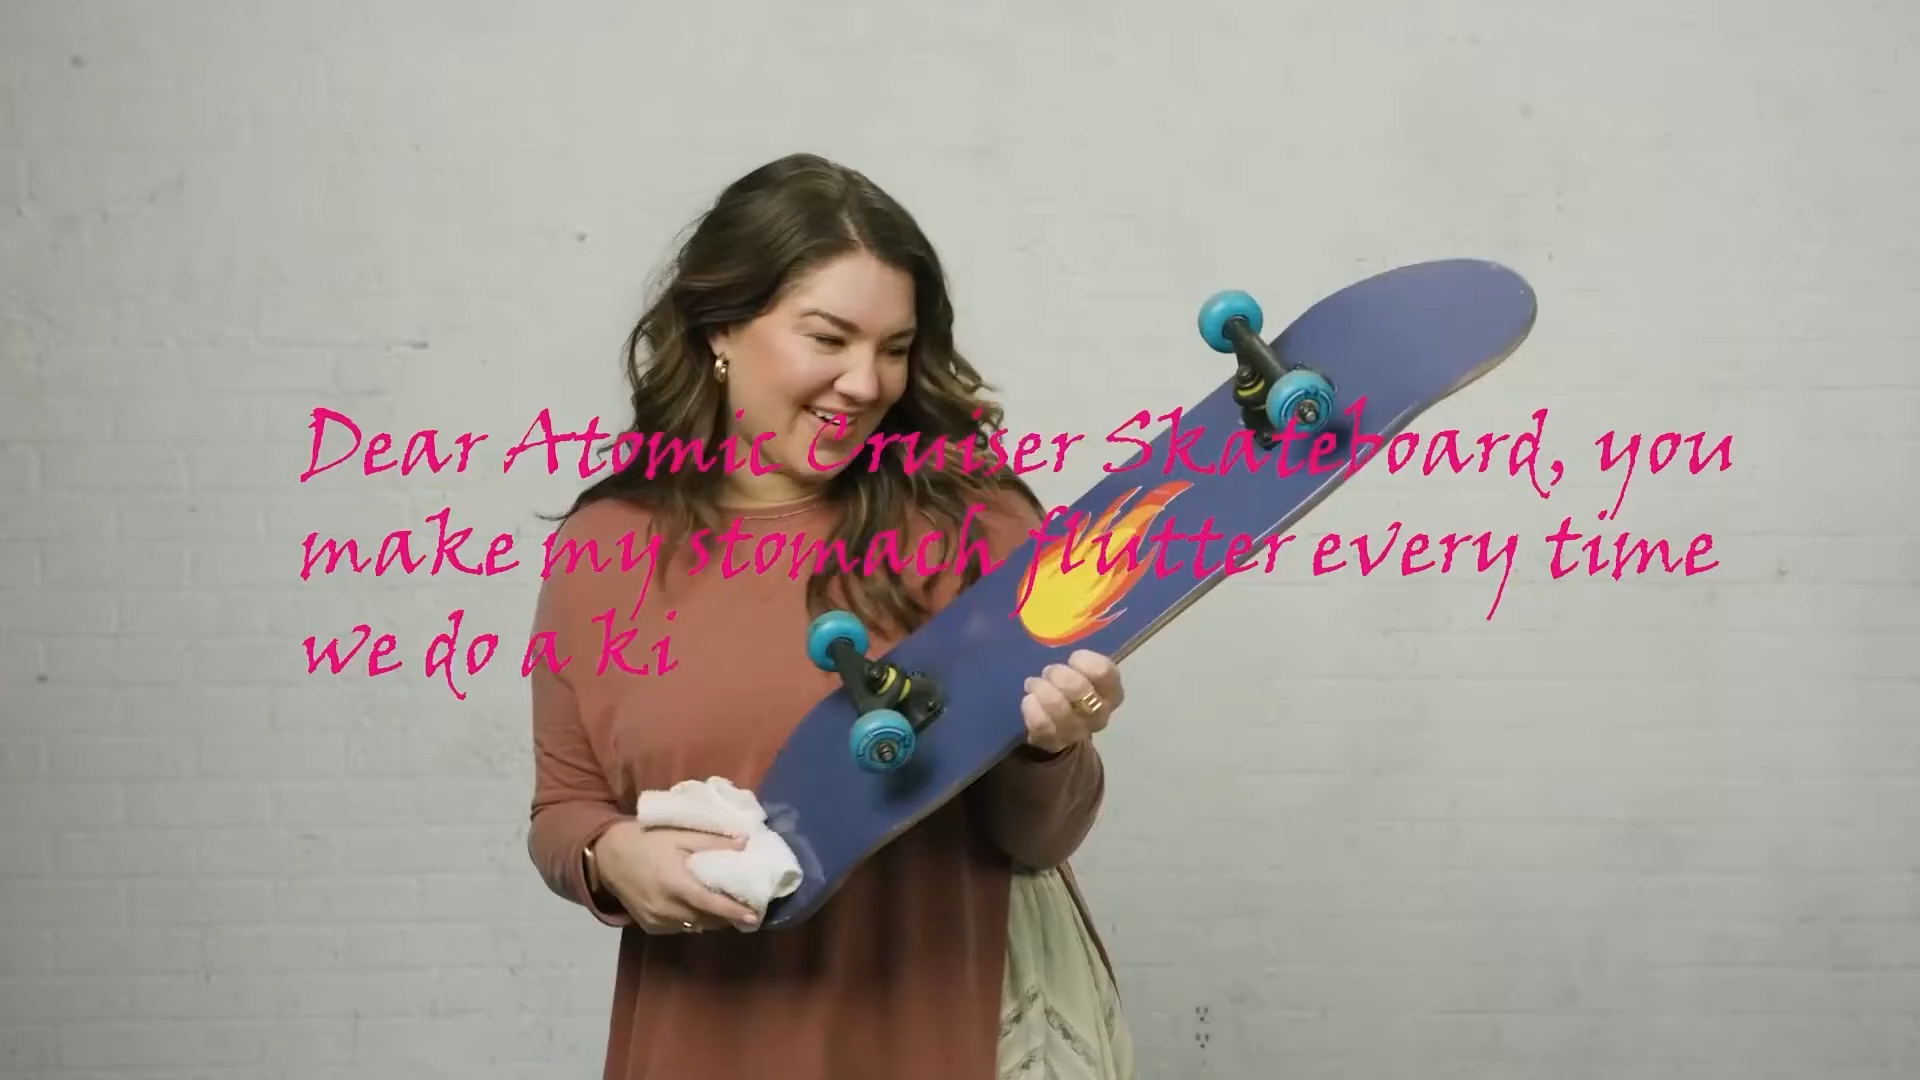 Dear Atomic Cruiser Skateboard, you
make my stomach flutter every time
we do a ki